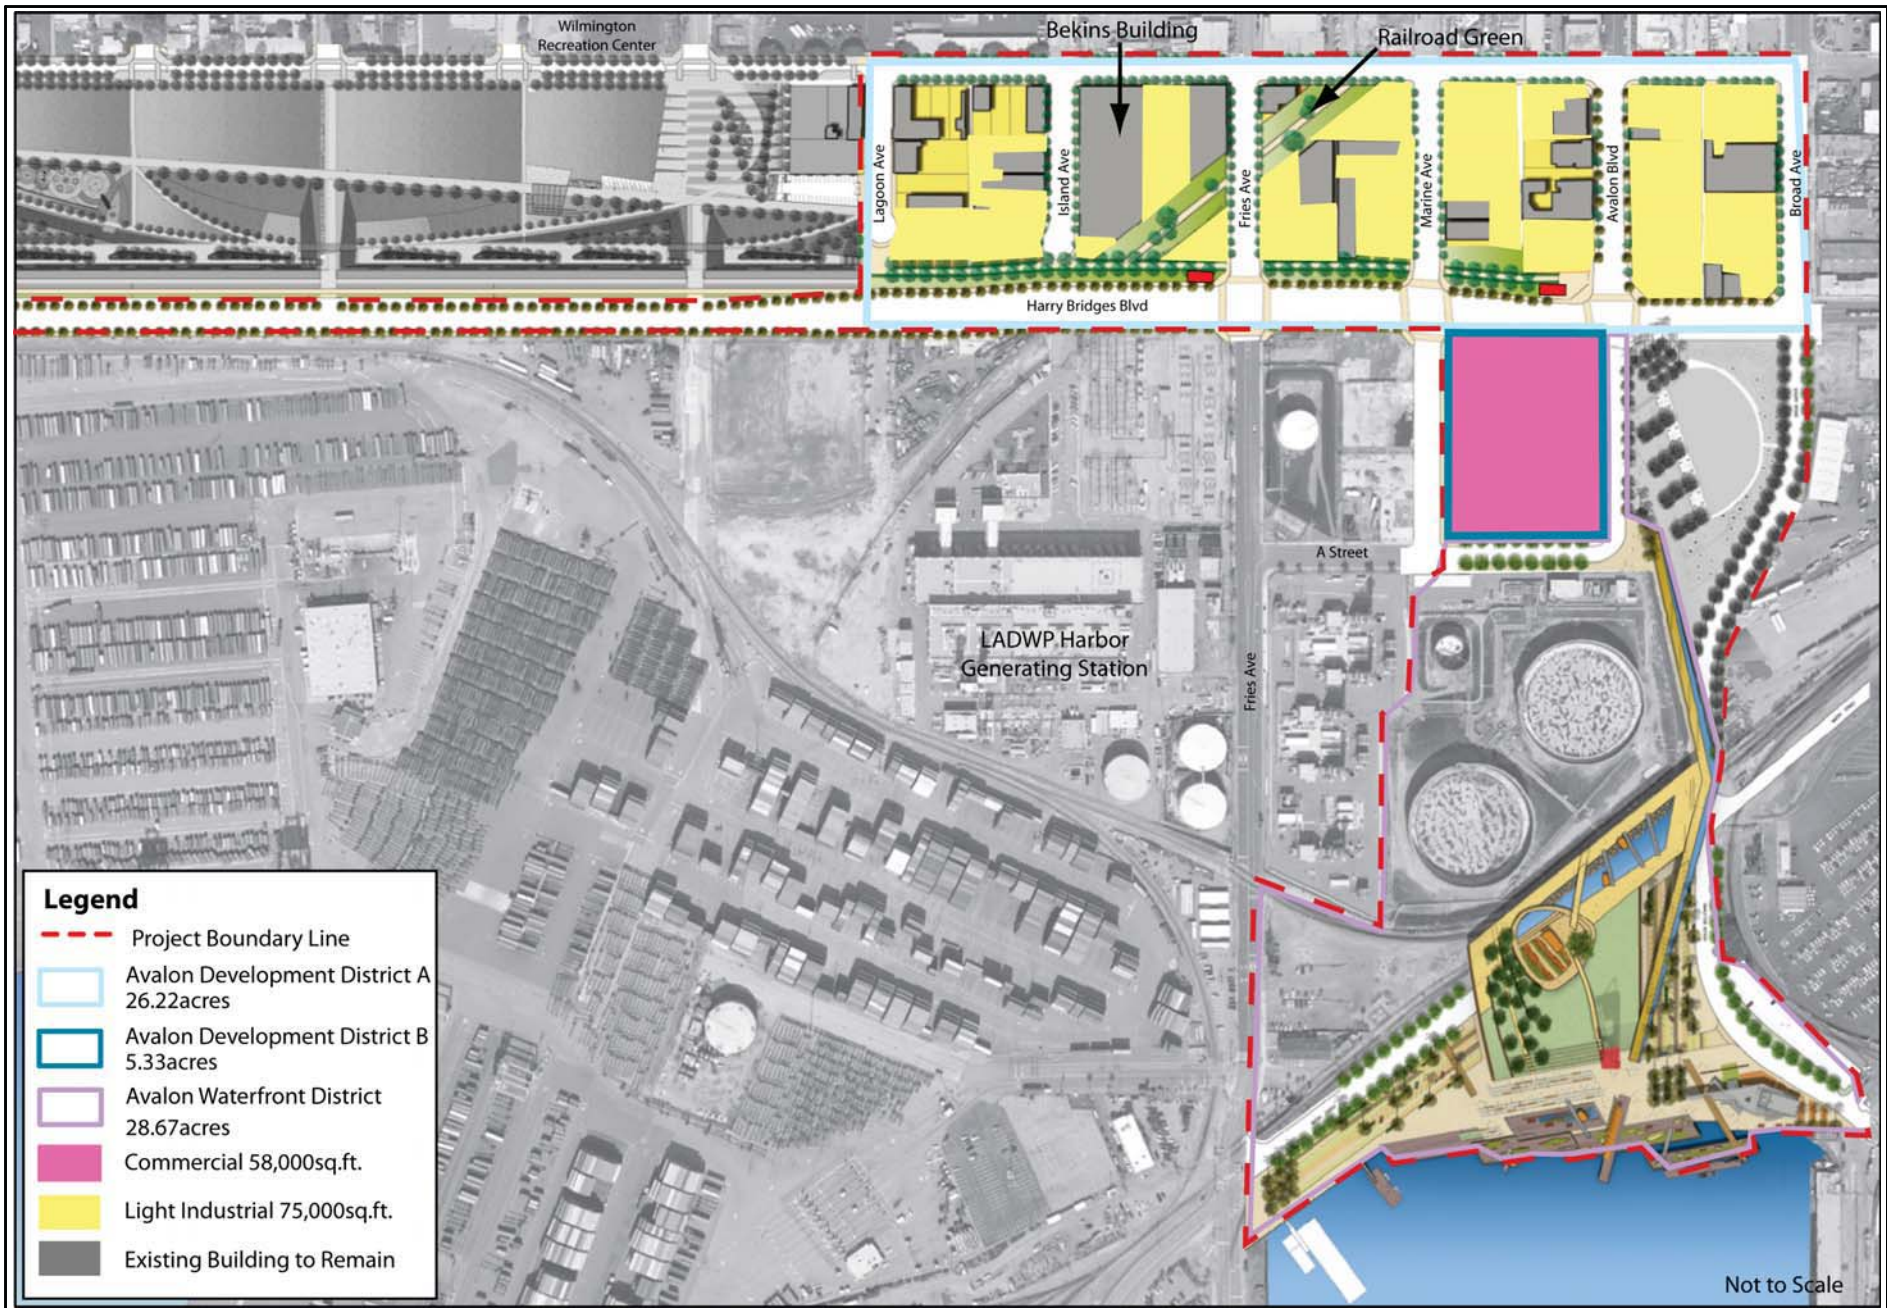 Wilmington
Recreation Center
Bekins Building
Railroad Green
Lagoon Ave
Island Ave
Fries Ave
Marine Ave
Avalon Blvd
Broad Ave
Harry Bridges Blvd
A Street
LADWP Harbor
Generating Station
Fries Ave
Legend
Project Boundary Line
Avalon Development District A
26.22acres
Avalon Development District B
5.33acres
Avalon Waterfront District
28.67acres
Commercial 58,000sq.ft.
Light Industrial 75,000sq.ft.
Existing Building to Remain
Not to Scale